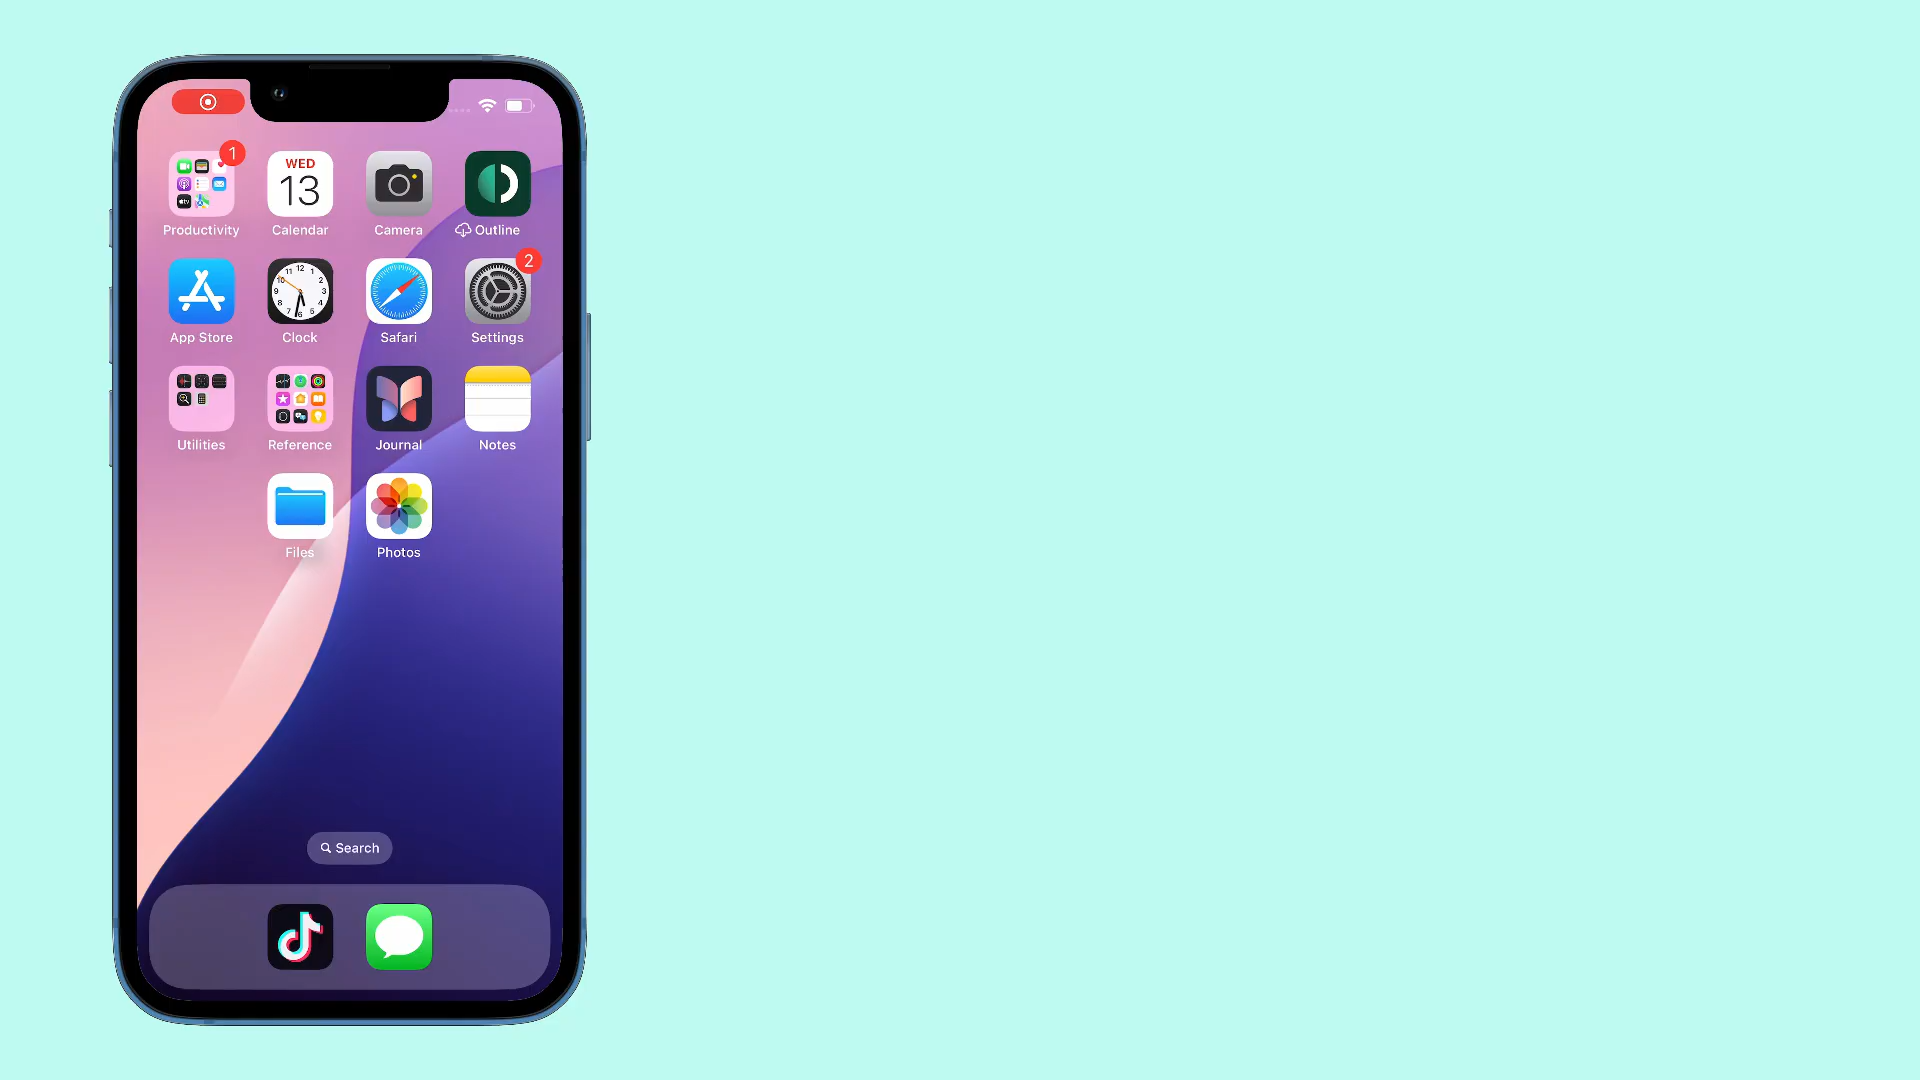 1
WED
13
Productivity
Calendar
Camera
Outline
2
App Store
Clock
Safari
Settings
Utilities
Reference
Journal
Notes
Files
Photos
Search